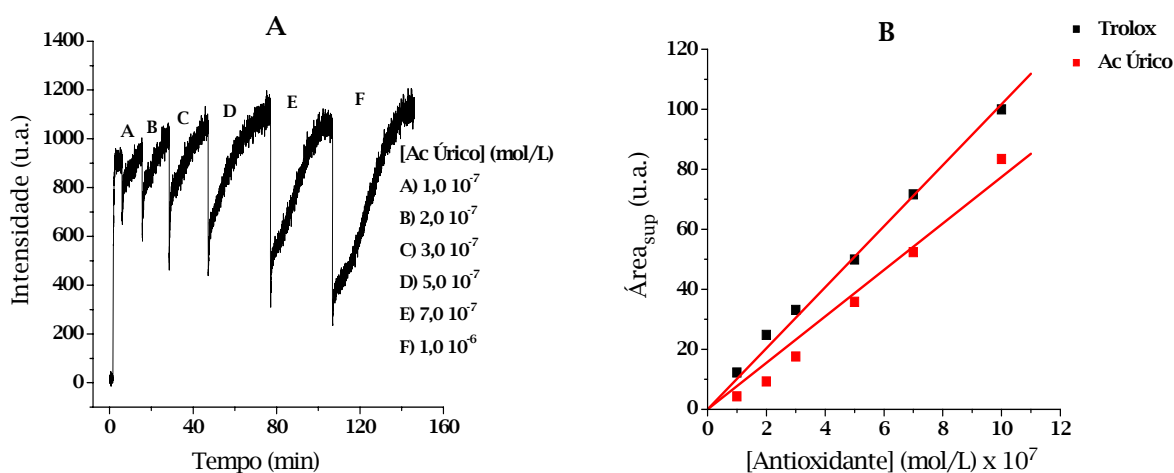 A
1400
1200
1000
800
600
400
200
0
Intensidade (u.a.)
A
B
C
D
E
F
[Ac Úrico] (mol/L)
A) 1,0 10⁻⁷
B) 2,0 10⁻⁷
C) 3,0 10⁻⁷
D) 5,0 10⁻⁷
E) 7,0 10⁻⁷
F) 1,0 10⁻⁶
0 40 80 120 160
Tempo (min)
B
Trolox
Ac Úrico
120
100
80
60
40
20
0
Área_sup (u.a.)
0 2 4 6 8 10 12
[Antioxidante] (mol/L) x 10⁷